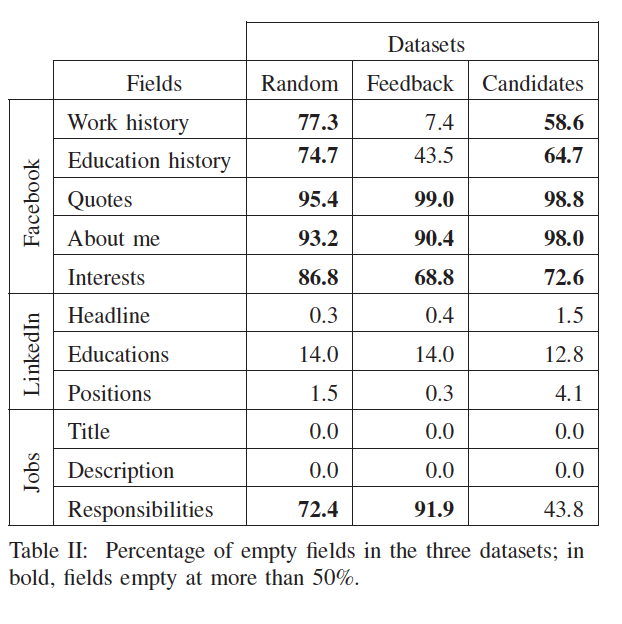 Datasets
Fields Random Feedback Candidates
Facebook
Work history 77.3 7.4 58.6
Education history 74.7 43.5 64.7
Quotes 95.4 99.0 98.8
About me 93.2 90.4 98.0
Interests 86.8 68.8 72.6
LinkedIn
Headline 0.3 0.4 1.5
Educations 14.0 14.0 12.8
Positions 1.5 0.3 4.1
Jobs
Title 0.0 0.0 0.0
Description 0.0 0.0 0.0
Responsibilities 72.4 91.9 43.8
Table II: Percentage of empty fields in the three datasets; in
bold, fields empty at more than 50%.